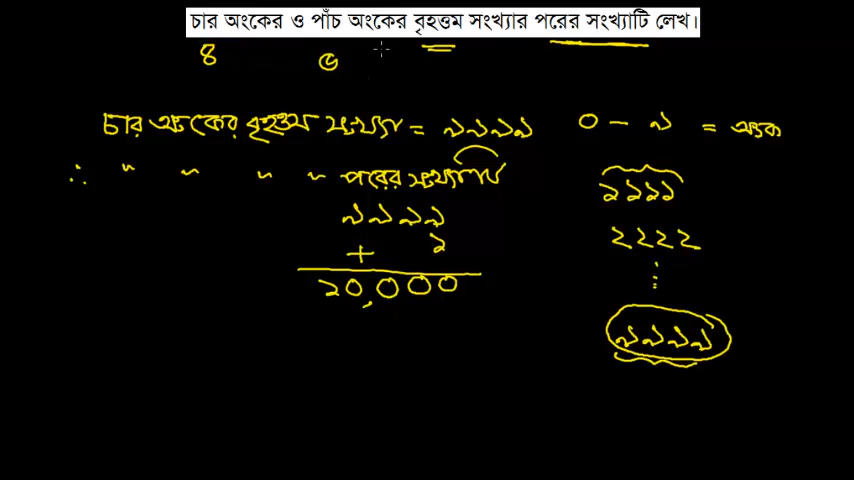 চার অংকের ও পাঁচ অংকের বৃহত্তম সংখ্যার পরের সংখ্যাটি লেখ।
৪ ৫
চার অংকের বৃহত্তম সংখ্যা = ৯৯৯৯ ০ - ৯ = অংক
∴ " " " " পরের সংখ্যাটি
১১১১
৯৯৯৯
২২২২
+ ১
১০,০০০
৯৯৯৯